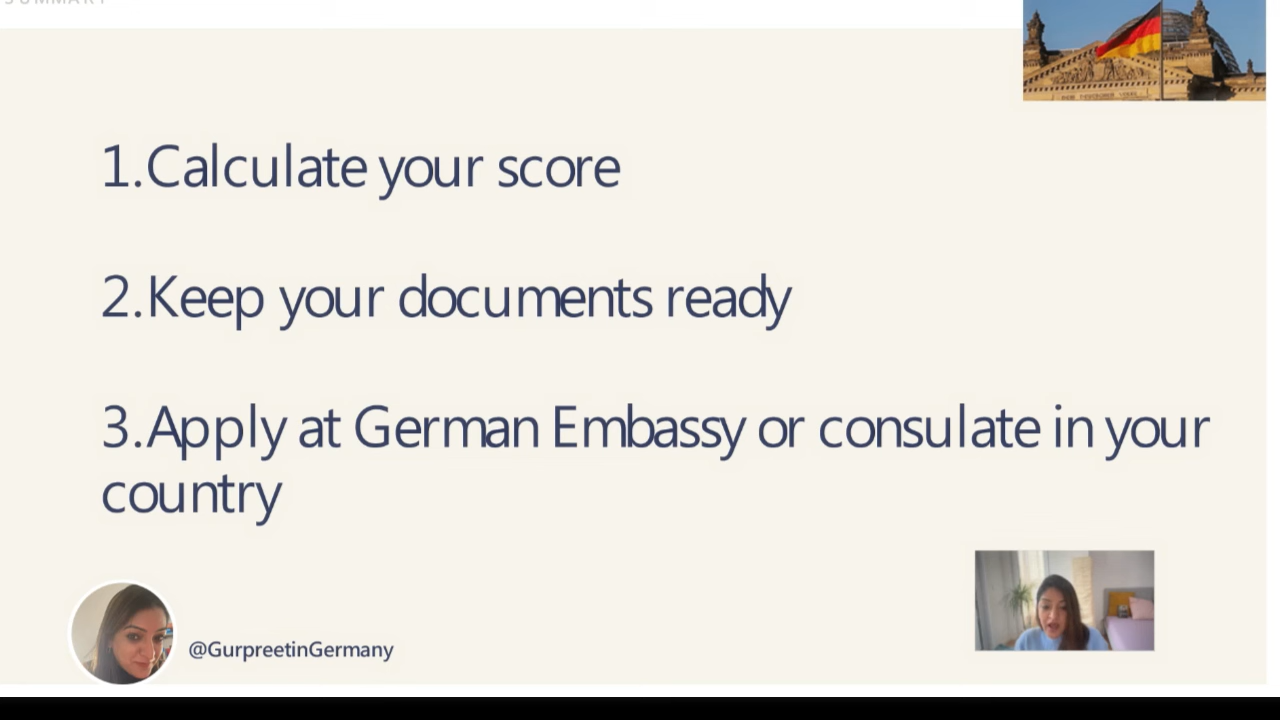 SUMMARY
1.Calculate your score
2.Keep your documents ready
3.Apply at German Embassy or consulate in your
country
@GurpreetinGermany